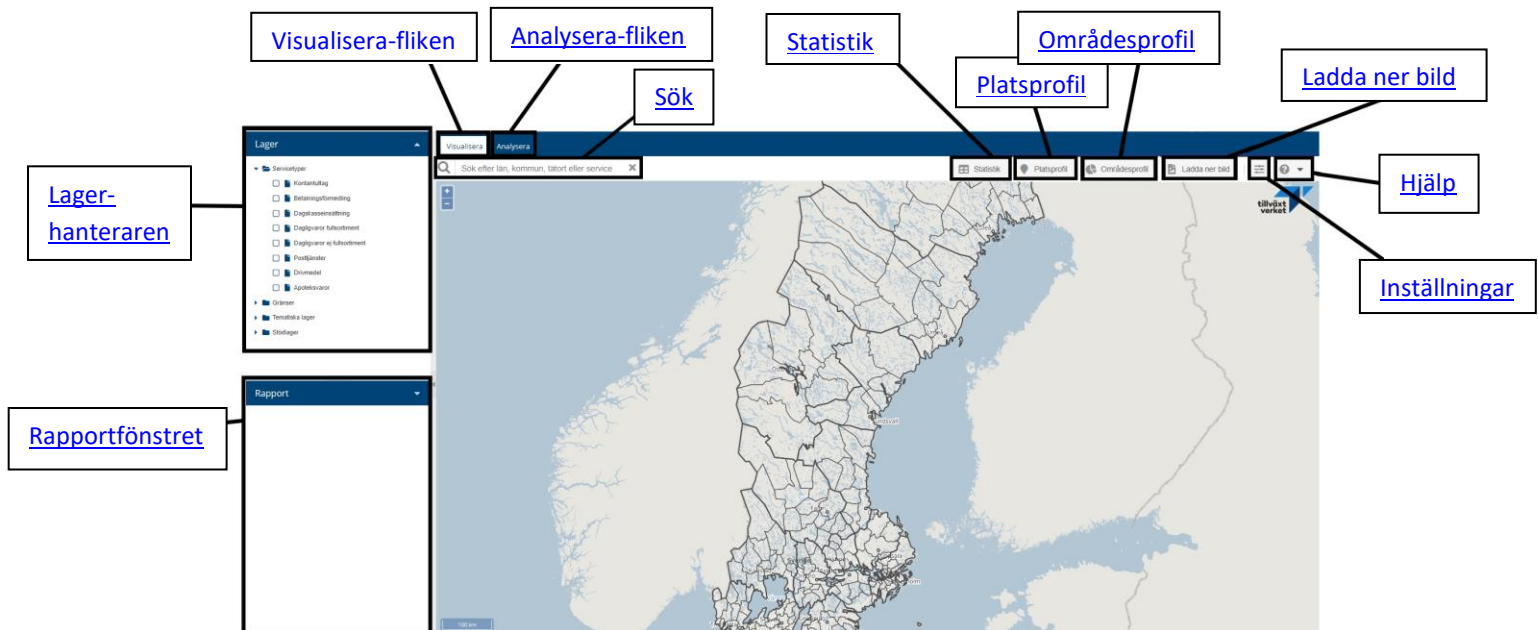 Visualisera-fliken
Analysera-fliken
Statistik
Områdesprofil
Sök
Platsprofil
Ladda ner bild
Lager-
hanteraren
Hjälp
Inställningar
Rapportfönstret
Visualisera
Analysera
Sök efter län, kommun, tätort eller service
Statistik
Platsprofil
Områdesprofil
Ladda ner bild
Lager
Servicetyper
Kontantuttag
Betalningsförmedling
Dagskasseinsättning
Dagligvaror fullsortiment
Dagligvaror ej fullsortiment
Posttjänster
Drivmedel
Apoteksvaror
Gränser
Tematiska lager
Stödlager
Rapport
+
−
tillväxt
verket
100 km